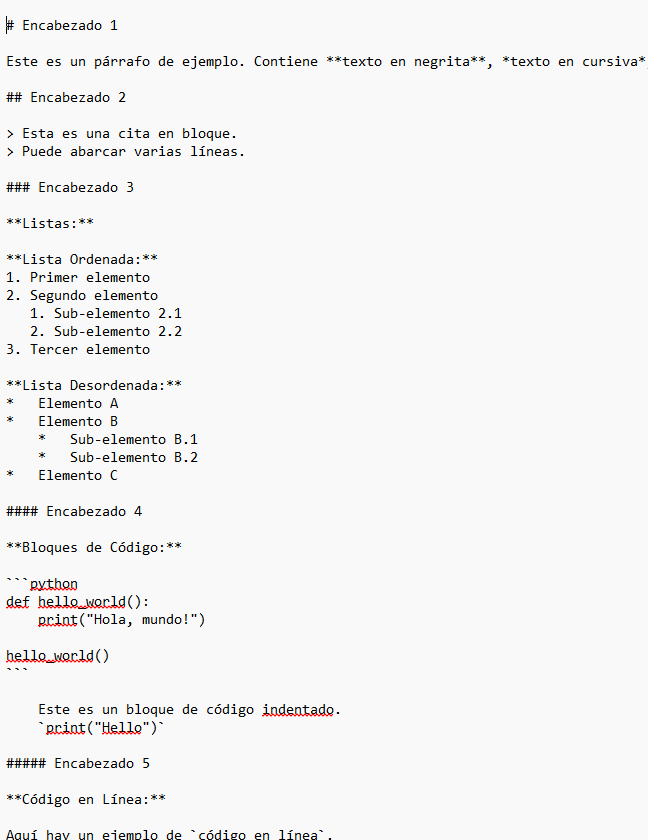 # Encabezado 1

Este es un párrafo de ejemplo. Contiene **texto en negrita**, *texto en cursiva*,

## Encabezado 2

> Esta es una cita en bloque.
> Puede abarcar varias líneas.

### Encabezado 3

**Listas:**

**Lista Ordenada:**
1. Primer elemento
2. Segundo elemento
   1. Sub-elemento 2.1
   2. Sub-elemento 2.2
3. Tercer elemento

**Lista Desordenada:**
*   Elemento A
*   Elemento B
    *   Sub-elemento B.1
    *   Sub-elemento B.2
*   Elemento C

#### Encabezado 4

**Bloques de Código:**

```python
def hello_world():
    print("Hola, mundo!")

hello_world()
```

    Este es un bloque de código indentado.
    `print("Hello")`

##### Encabezado 5

**Código en Línea:**

Aquí hay un ejemplo de `código en línea`.